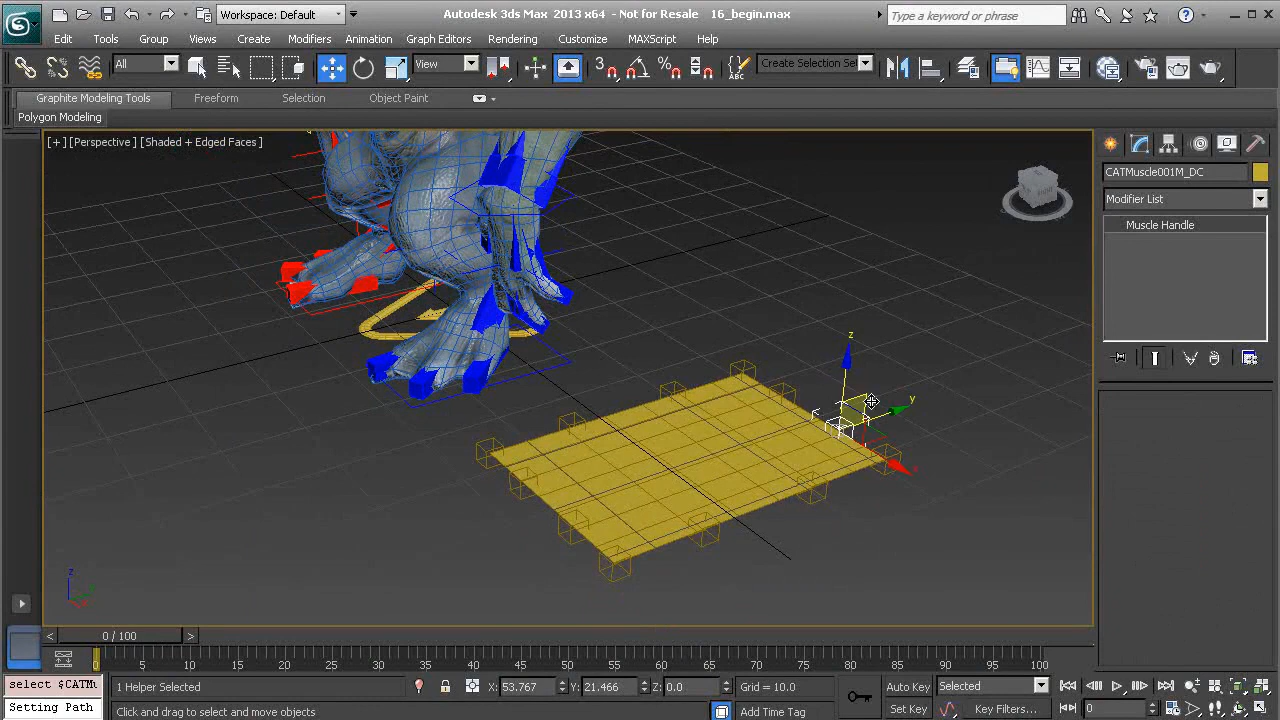 Workspace: Default
Autodesk 3ds Max 2013 x64 - Not for Resale 16_begin.max
Type a keyword or phrase
Edit Tools Group Views Create Modifiers Animation Graph Editors Rendering Customize MAXScript Help
All View Create Selection Se
Graphite Modeling Tools Freeform Selection Object Paint
Polygon Modeling
[+] [Perspective] [Shaded + Edged Faces]
CATMuscle001M_DC
Modifier List
Muscle Handle
z
y
x
z
< 0 / 100 >
0 5 10 15 20 25 30 35 40 45 50 55 60 65 70 75 80 85 90 95 100
select $CATM
1 Helper Selected X: 53.767 Y: 21.466 Z: 0.0 Grid = 10.0 Auto Key Selected
Setting Path
Click and drag to select and move objects Add Time Tag Set Key Key Filters... 0